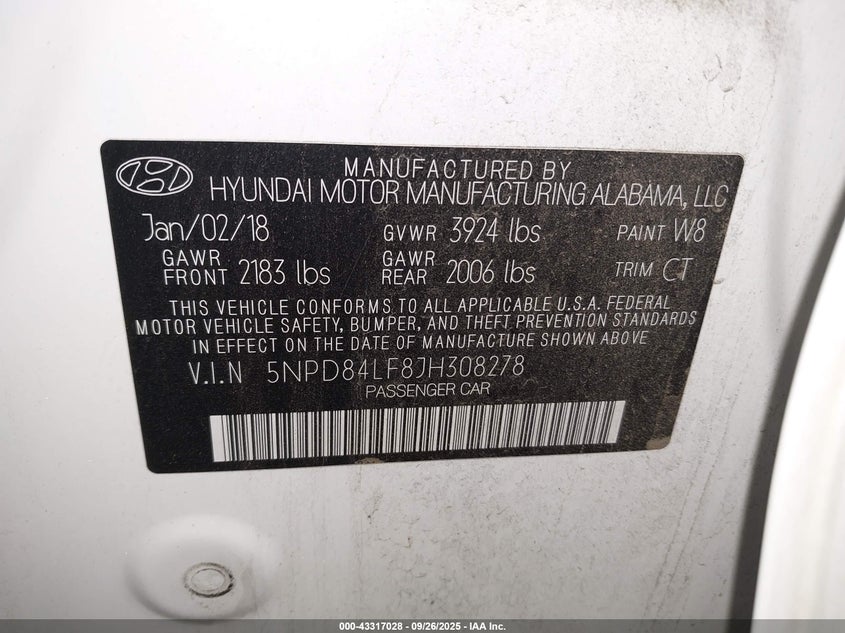 MANUFACTURED BY
HYUNDAI MOTOR MANUFACTURING ALABAMA, LLC
Jan/02/18 GVWR 3924 lbs PAINT W8
GAWR FRONT 2183 lbs GAWR REAR 2006 lbs TRIM CT
THIS VEHICLE CONFORMS TO ALL APPLICABLE U.S.A. FEDERAL
MOTOR VEHICLE SAFETY, BUMPER, AND THEFT PREVENTION STANDARDS
IN EFFECT ON THE DATE OF MANUFACTURE SHOWN ABOVE
V.I.N 5NPD84LF8JH308278
PASSENGER CAR
000-43317028 - 09/26/2025 - IAA Inc.